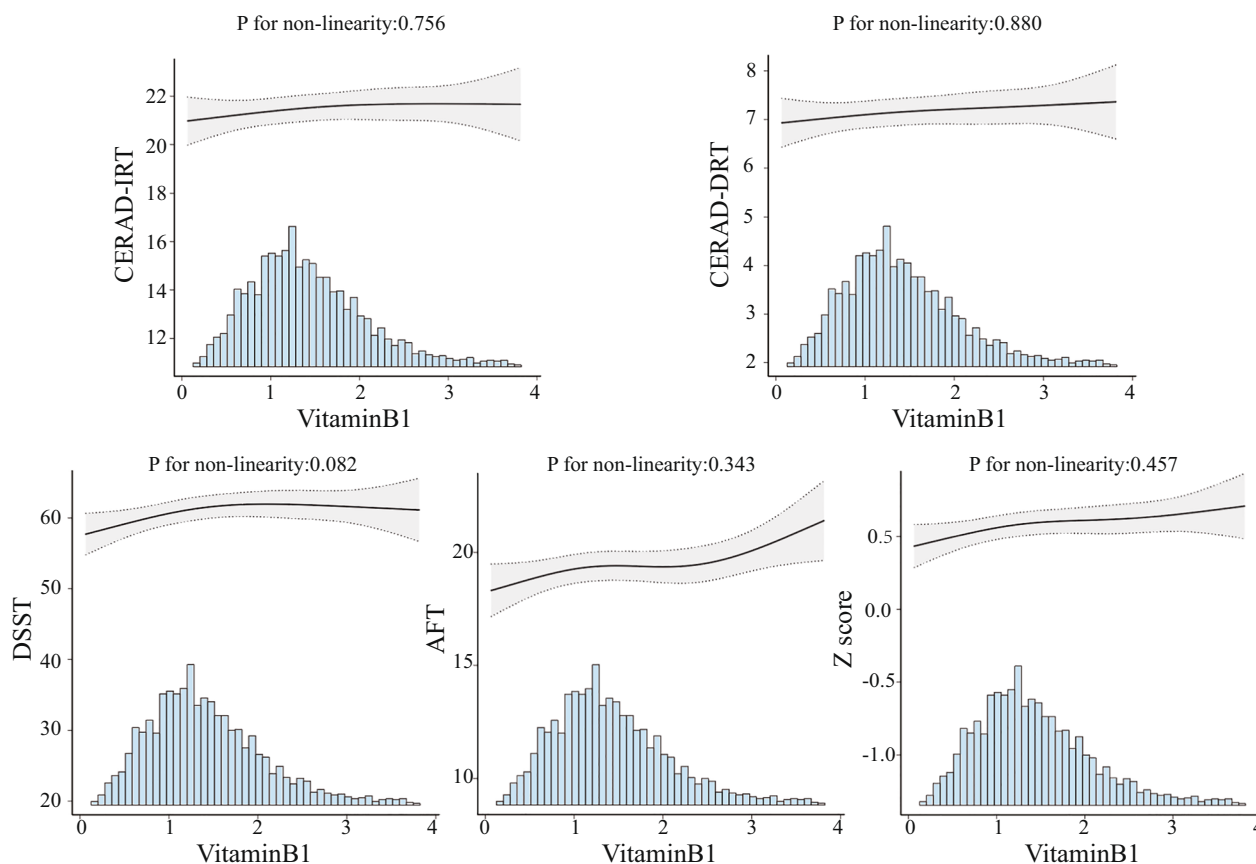 P for non-linearity:0.756
CERAD-IRT
22
20
18
16
14
12
0 1 2 3 4
VitaminB1
P for non-linearity:0.880
CERAD-DRT
8
7
6
5
4
3
2
0 1 2 3 4
VitaminB1
P for non-linearity:0.082
DSST
60
50
40
30
20
0 1 2 3 4
VitaminB1
P for non-linearity:0.343
AFT
20
15
10
0 1 2 3 4
VitaminB1
P for non-linearity:0.457
Z score
0.5
0.0
-0.5
-1.0
0 1 2 3 4
VitaminB1